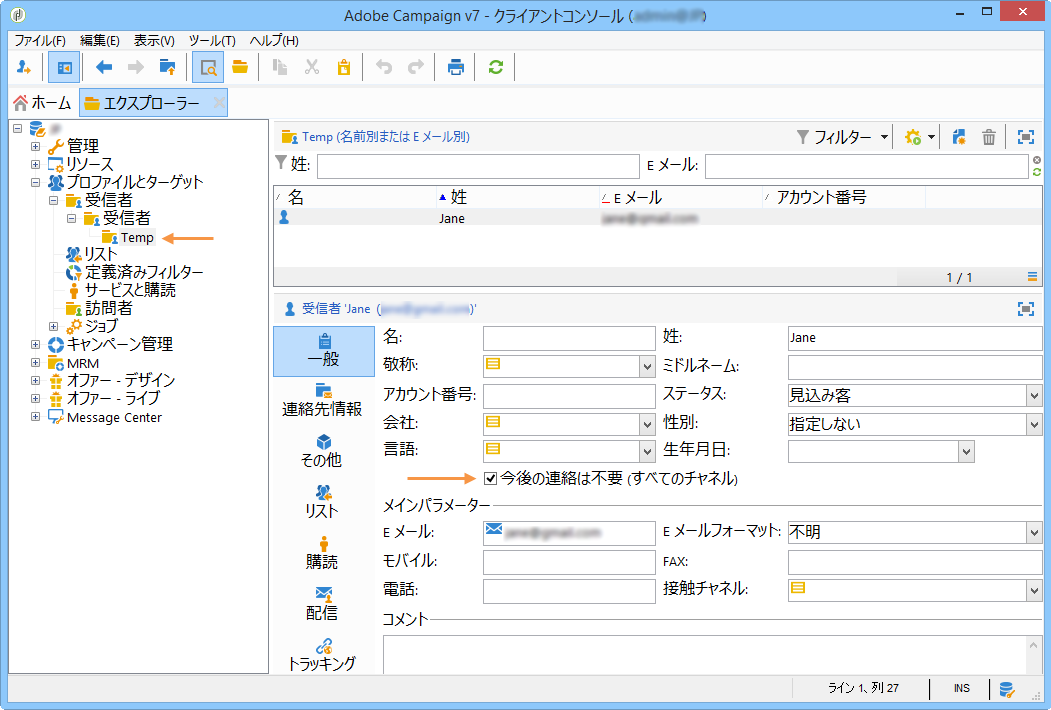 Adobe Campaign v7 - クライアントコンソール (
ファイル(F) 編集(E) 表示(V) ツール(T) ヘルプ(H)
ホーム エクスプローラー
管理
リソース
プロファイルとターゲット
受信者
受信者
Temp
リスト
定義済みフィルター
サービスと購読
訪問者
ジョブ
キャンペーン管理
MRM
オファー - デザイン
オファー - ライブ
Message Center
Temp (名前別または E メール別) フィルター
姓: E メール:
名 姓 E メール アカウント番号
Jane
1 / 1
受信者 'Jane (
一般
連絡先情報
その他
リスト
購読
配信
トラッキング
名: 姓: Jane
敬称: ミドルネーム:
アカウント番号: ステータス: 見込み客
会社: 性別: 指定しない
言語: 生年月日:
今後の連絡は不要 (すべてのチャネル)
メインパラメーター
E メール: E メールフォーマット: 不明
モバイル: FAX:
電話: 接触チャネル:
コメント
ライン 1、列 27 INS